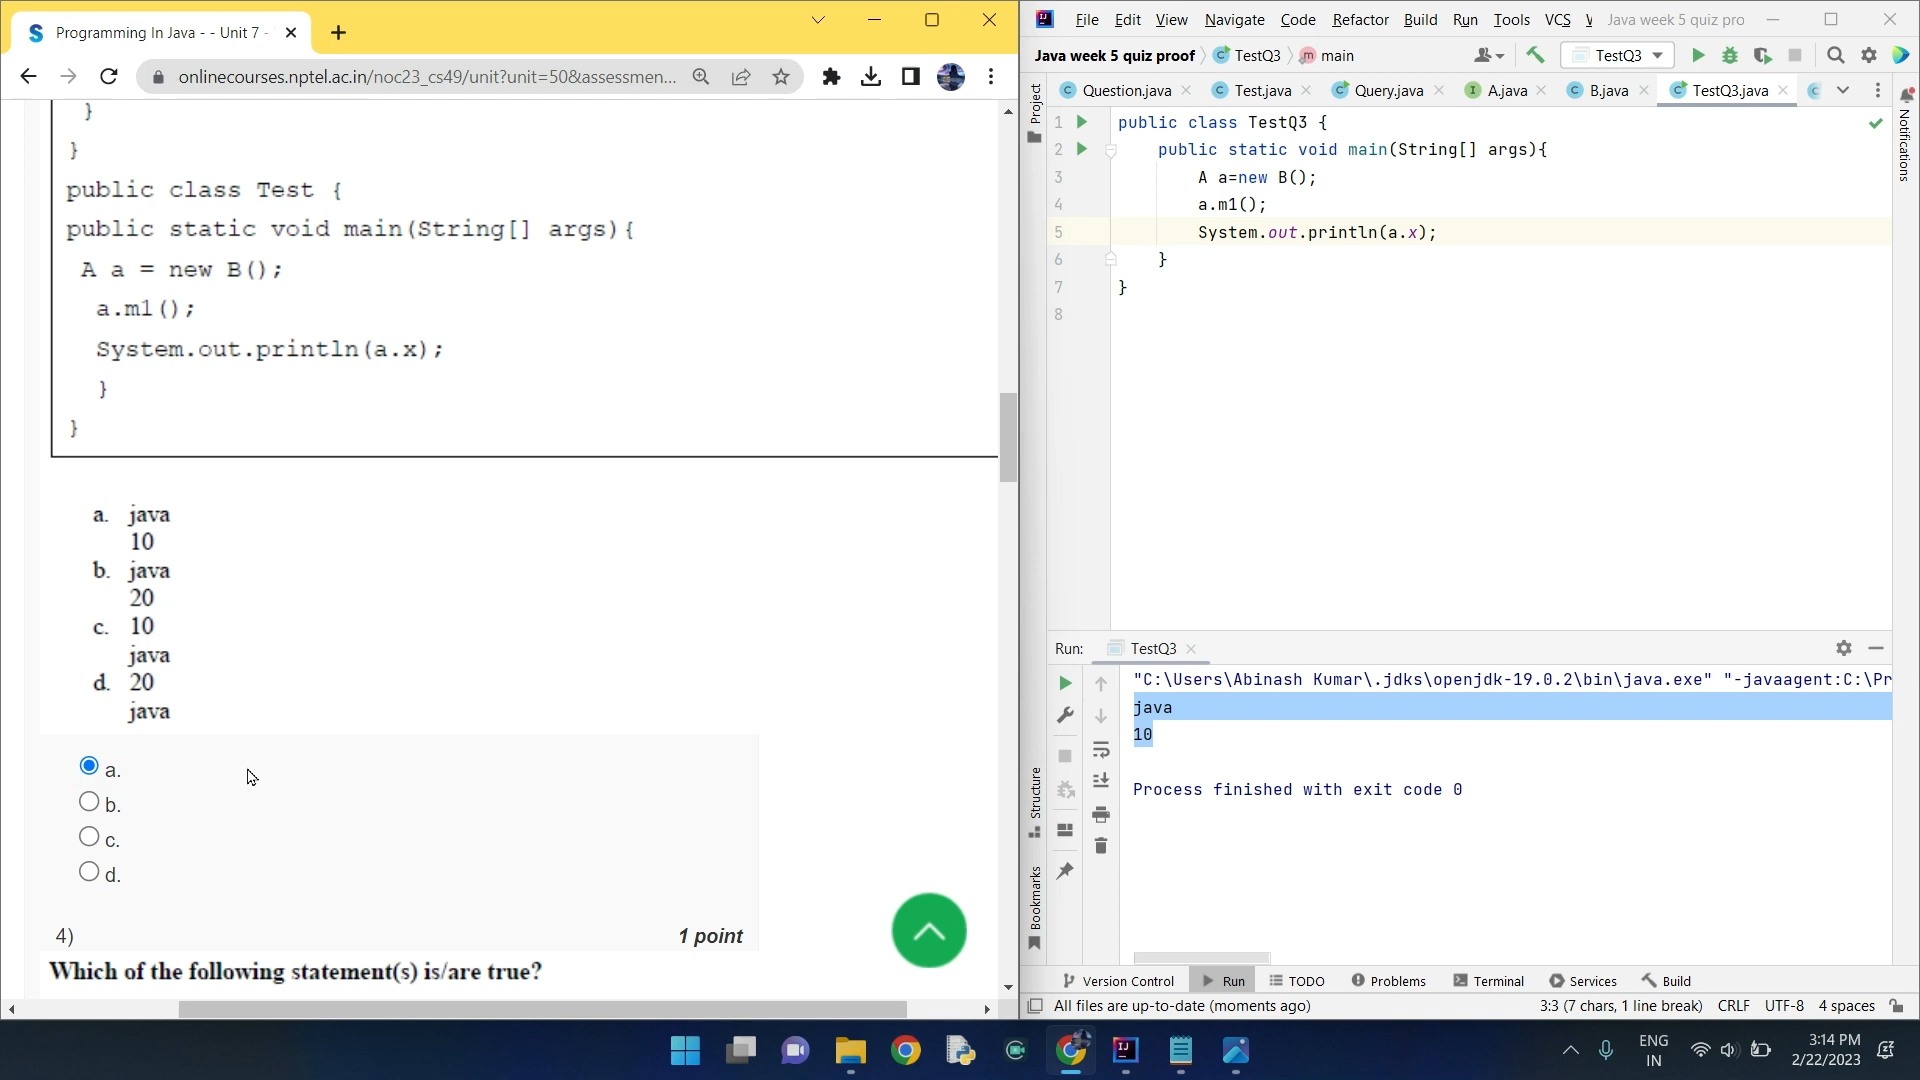 Programming In Java - - Unit 7 -
onlinecourses.nptel.ac.in/noc23_cs49/unit?unit=50&assessmen...
}
}
public class Test {
public static void main(String[] args){
A a = new B();
a.m1();
System.out.println(a.x);
}
}
a. java
10
b. java
20
c. 10
java
d. 20
java
a.
b.
c.
d.
4)
1 point
Which of the following statement(s) is/are true?
File Edit View Navigate Code Refactor Build Run Tools VCS Java week 5 quiz pro
Java week 5 quiz proof TestQ3 main
TestQ3
Project
Question.java Test.java Query.java A.java B.java TestQ3.java
Notifications
1 public class TestQ3 {
2 public static void main(String[] args){
3 A a=new B();
4 a.m1();
5 System.out.println(a.x);
6 }
7 }
8
Run: TestQ3
"C:\Users\Abinash Kumar\.jdks\openjdk-19.0.2\bin\java.exe" "-javaagent:C:\Pr
java
10
Process finished with exit code 0
Structure
Bookmarks
Version Control Run TODO Problems Terminal Services Build
All files are up-to-date (moments ago)
3:3 (7 chars, 1 line break) CRLF UTF-8 4 spaces
ENG
IN
3:14 PM
2/22/2023